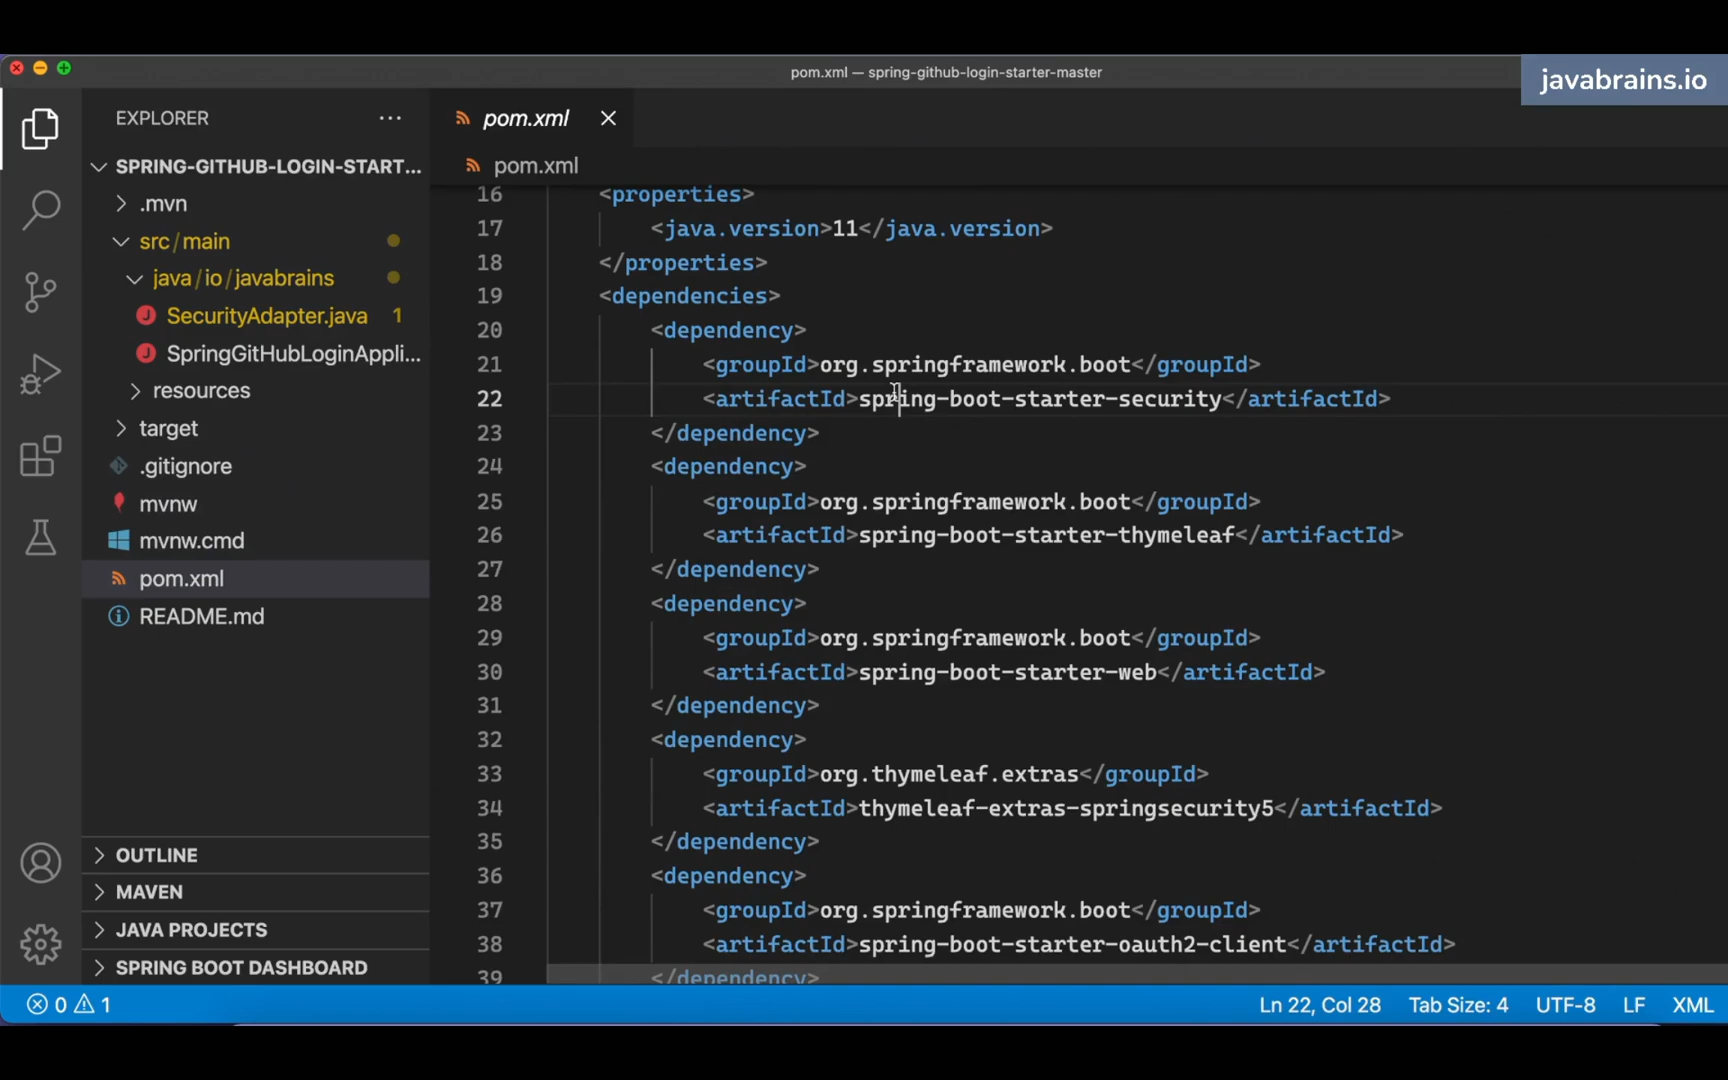 pom.xml — spring-github-login-starter-master
javabrains.io
EXPLORER
SPRING-GITHUB-LOGIN-START...
.mvn
src/main
java/io/javabrains
SecurityAdapter.java 1
SpringGitHubLoginAppli...
resources
target
.gitignore
mvnw
mvnw.cmd
pom.xml
README.md
OUTLINE
MAVEN
JAVA PROJECTS
SPRING BOOT DASHBOARD
pom.xml
pom.xml
16 <properties>
17 <java.version>11</java.version>
18 </properties>
19 <dependencies>
20 <dependency>
21 <groupId>org.springframework.boot</groupId>
22 <artifactId>spring-boot-starter-security</artifactId>
23 </dependency>
24 <dependency>
25 <groupId>org.springframework.boot</groupId>
26 <artifactId>spring-boot-starter-thymeleaf</artifactId>
27 </dependency>
28 <dependency>
29 <groupId>org.springframework.boot</groupId>
30 <artifactId>spring-boot-starter-web</artifactId>
31 </dependency>
32 <dependency>
33 <groupId>org.thymeleaf.extras</groupId>
34 <artifactId>thymeleaf-extras-springsecurity5</artifactId>
35 </dependency>
36 <dependency>
37 <groupId>org.springframework.boot</groupId>
38 <artifactId>spring-boot-starter-oauth2-client</artifactId>
39 </dependency>
0 1 Ln 22, Col 28 Tab Size: 4 UTF-8 LF XML